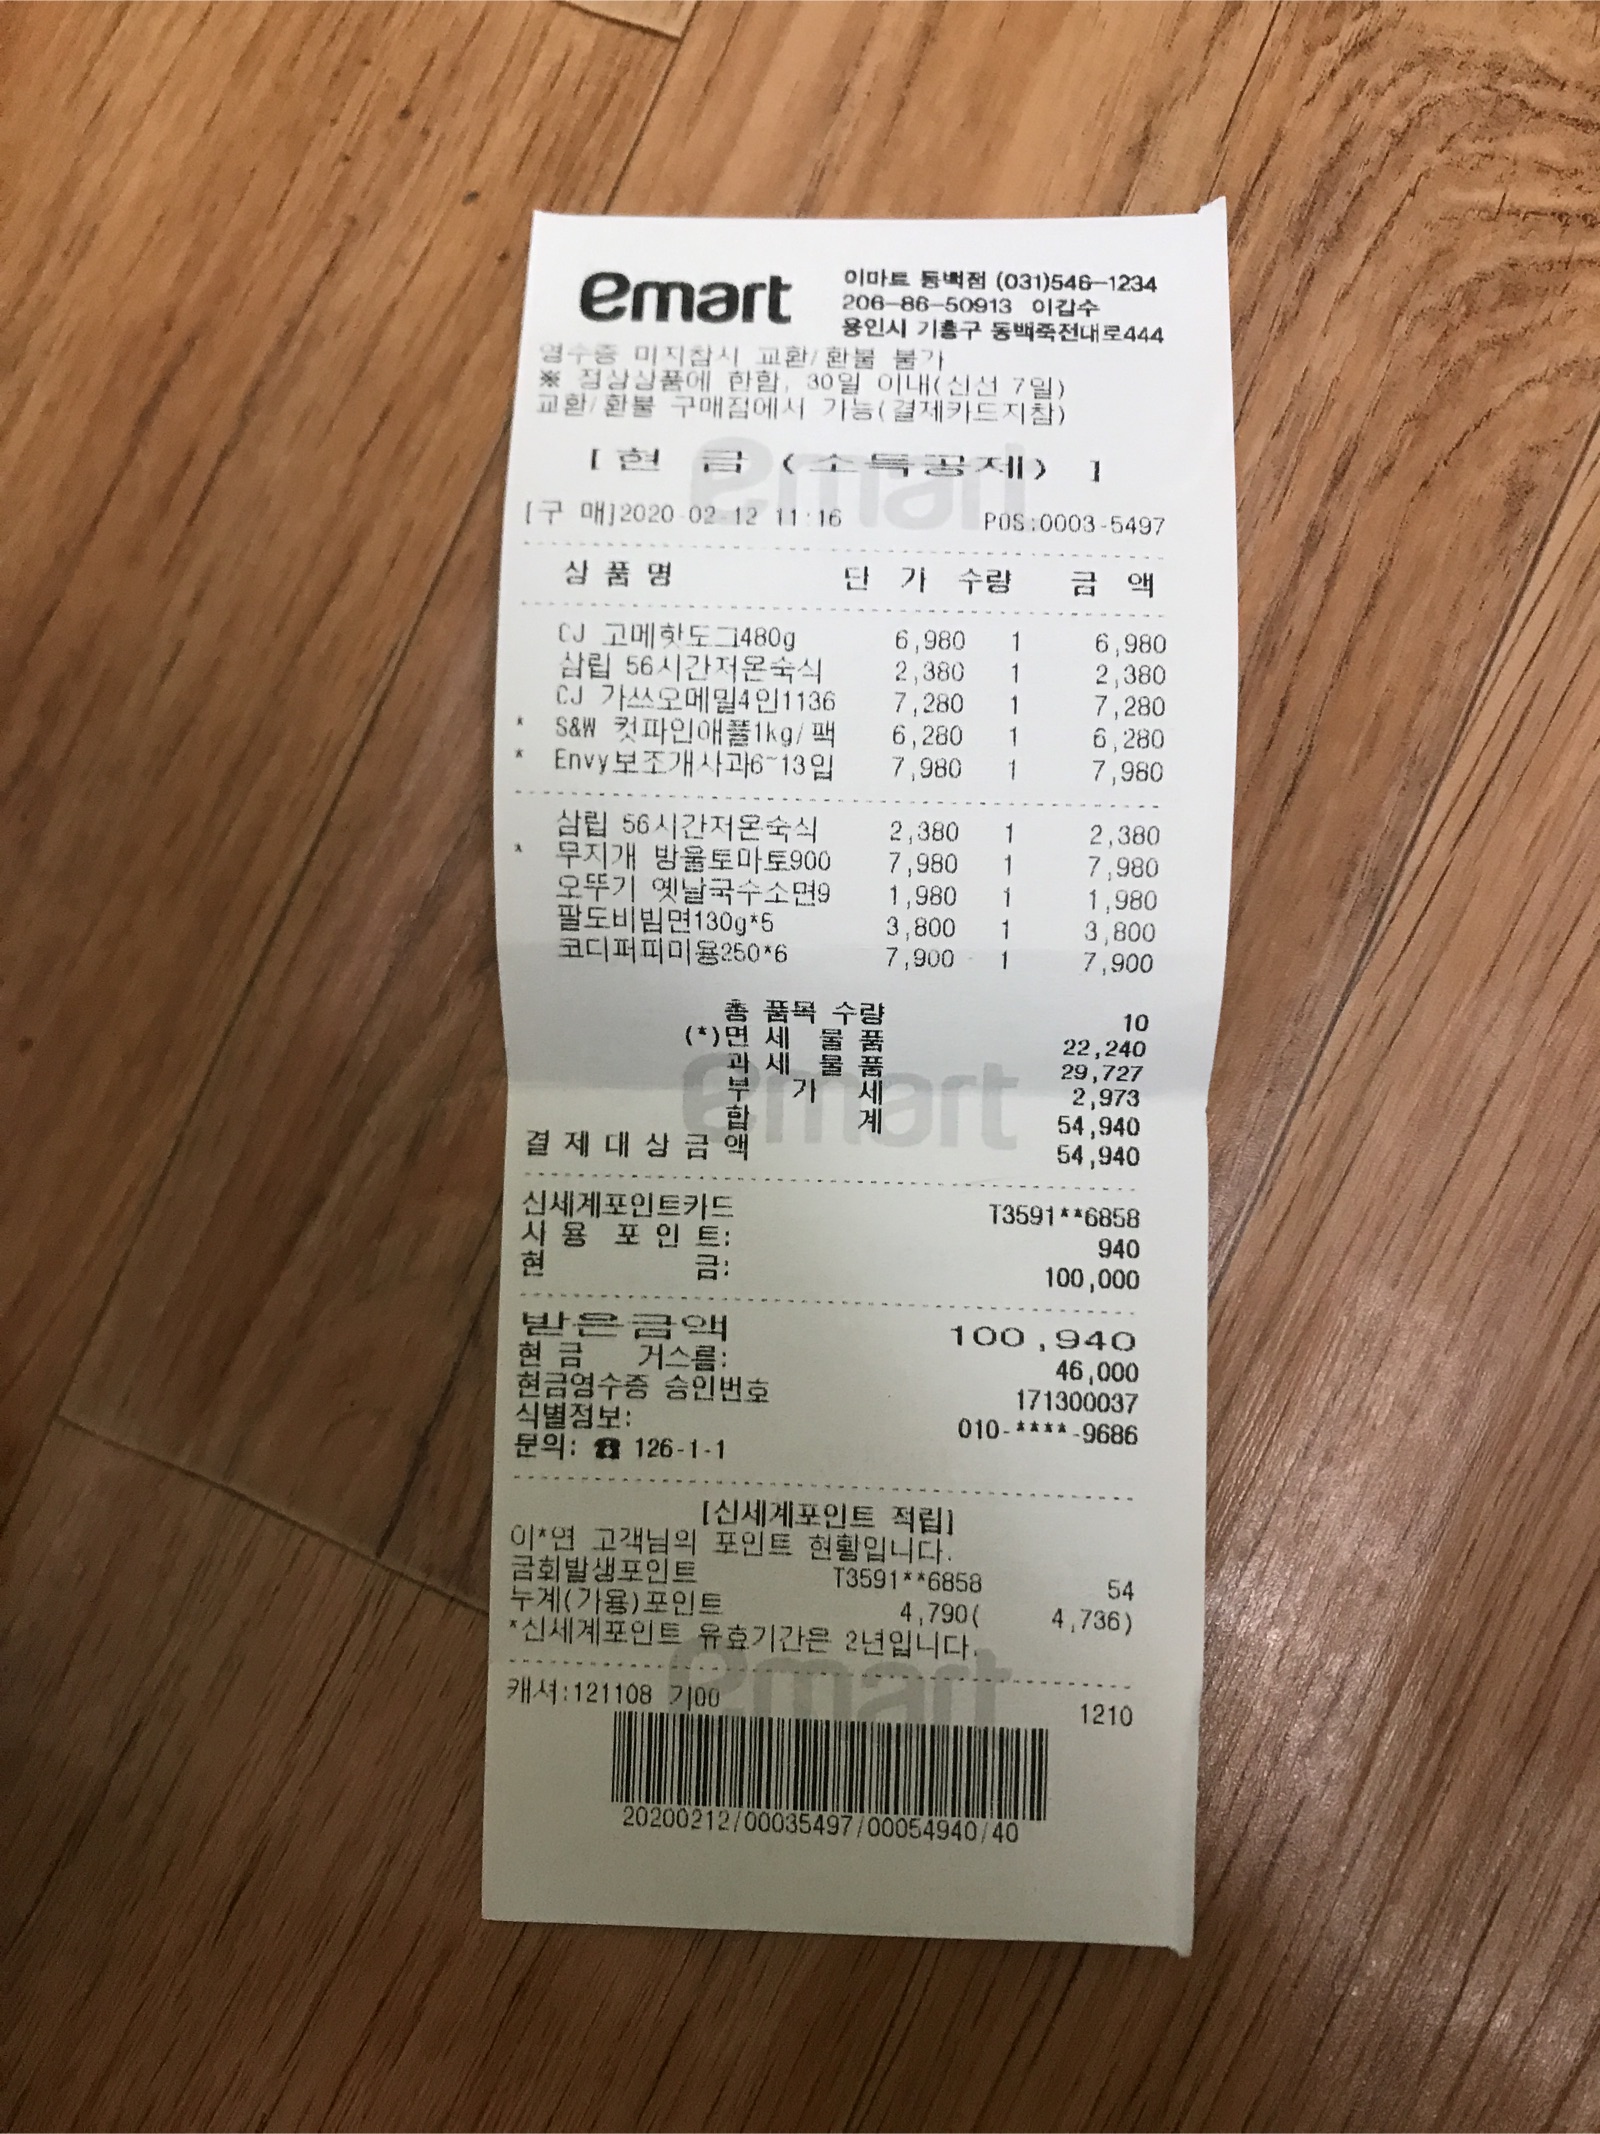 emart
이마트 동백점 (031)546-1234
206-86-50913 이갑수
용인시 기흥구 동백죽전대로444
영수증 미지참시 교환/환불 불가
※ 정상상품에 한함, 30일 이내(신선 7일)
교환/환불 구매점에서 가능(결제카드지참)
[ 현 금 (소득공제) ]
[구 매]2020-02-12 11:16 POS:0003-5497
상 품 명 단 가 수량 금 액
CJ 고메핫도그480g 6,980 1 6,980
삼립 56시간저온숙식 2,380 1 2,380
CJ 가쓰오메밀4인1136 7,280 1 7,280
* S&W 컷파인애플1kg/팩 6,280 1 6,280
* Envy보조개사과6~13입 7,980 1 7,980
삼립 56시간저온숙식 2,380 1 2,380
* 무지개 방울토마토900 7,980 1 7,980
오뚜기 옛날국수소면9 1,980 1 1,980
팔도비빔면130g*5 3,800 1 3,800
코디퍼피미용250*6 7,900 1 7,900
총 품목 수량 10
(*)면 세 물 품 22,240
과 세 물 품 29,727
부 가 세 2,973
합 계 54,940
결 제 대 상 금 액 54,940
신세계포인트카드 T3591**6858
사 용 포 인 트: 940
현 금: 100,000
받은금액 100,940
현 금 거스름: 46,000
현금영수증 승인번호 171300037
식별정보: 010-****-9686
문의: ☎ 126-1-1
[신세계포인트 적립]
이*연 고객님의 포인트 현황입니다.
금회발생포인트 T3591**6858 54
누계(가용)포인트 4,790( 4,736)
*신세계포인트 유효기간은 2년입니다.
캐셔:121108 기00 1210
20200212/00035497/00054940/40